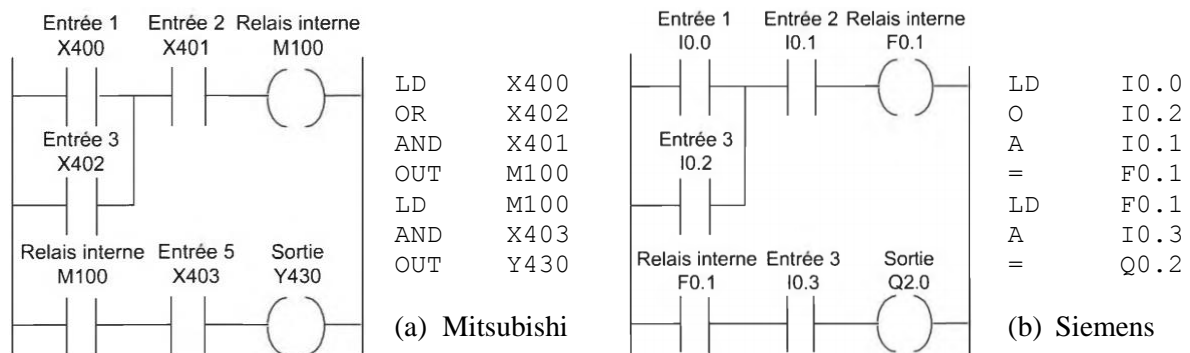 Entrée 1 Entrée 2 Relais interne
X400 X401 M100
Entrée 3
X402
Relais interne Entrée 5 Sortie
M100 X403 Y430
LD X400
OR X402
AND X401
OUT M100
LD M100
AND X403
OUT Y430
(a) Mitsubishi
Entrée 1 Entrée 2 Relais interne
I0.0 I0.1 F0.1
Entrée 3
I0.2
Relais interne Entrée 3 Sortie
F0.1 I0.3 Q2.0
LD I0.0
O I0.2
A I0.1
= F0.1
LD F0.1
A I0.3
= Q0.2
(b) Siemens